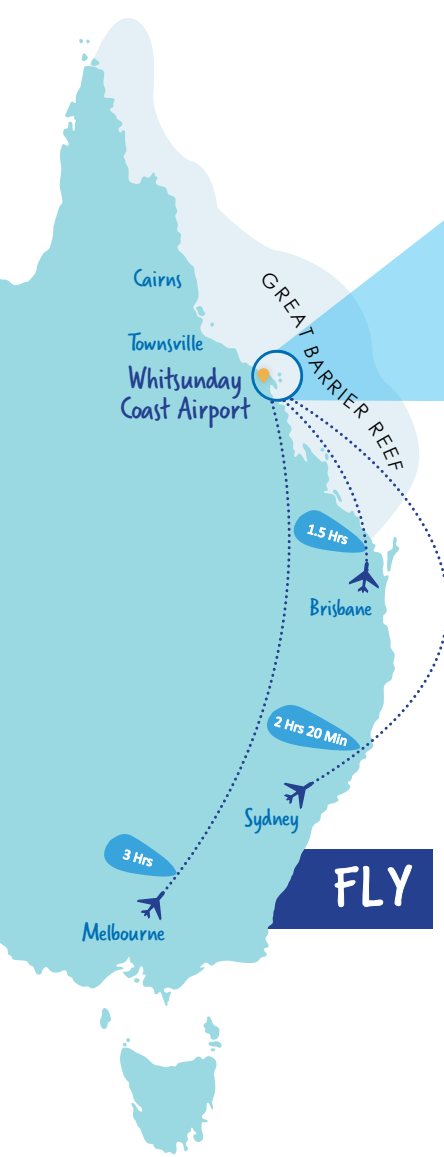 Cairns
GREAT BARRIER REEF
Townsville
Whitsunday
Coast Airport
1.5 Hrs
Brisbane
2 Hrs 20 Min
Sydney
3 Hrs
FLY
Melbourne